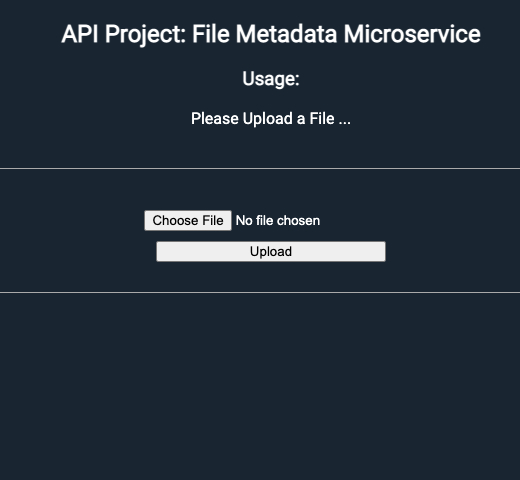 API Project: File Metadata Microservice
Usage:
Please Upload a File ...
Choose File No file chosen
Upload